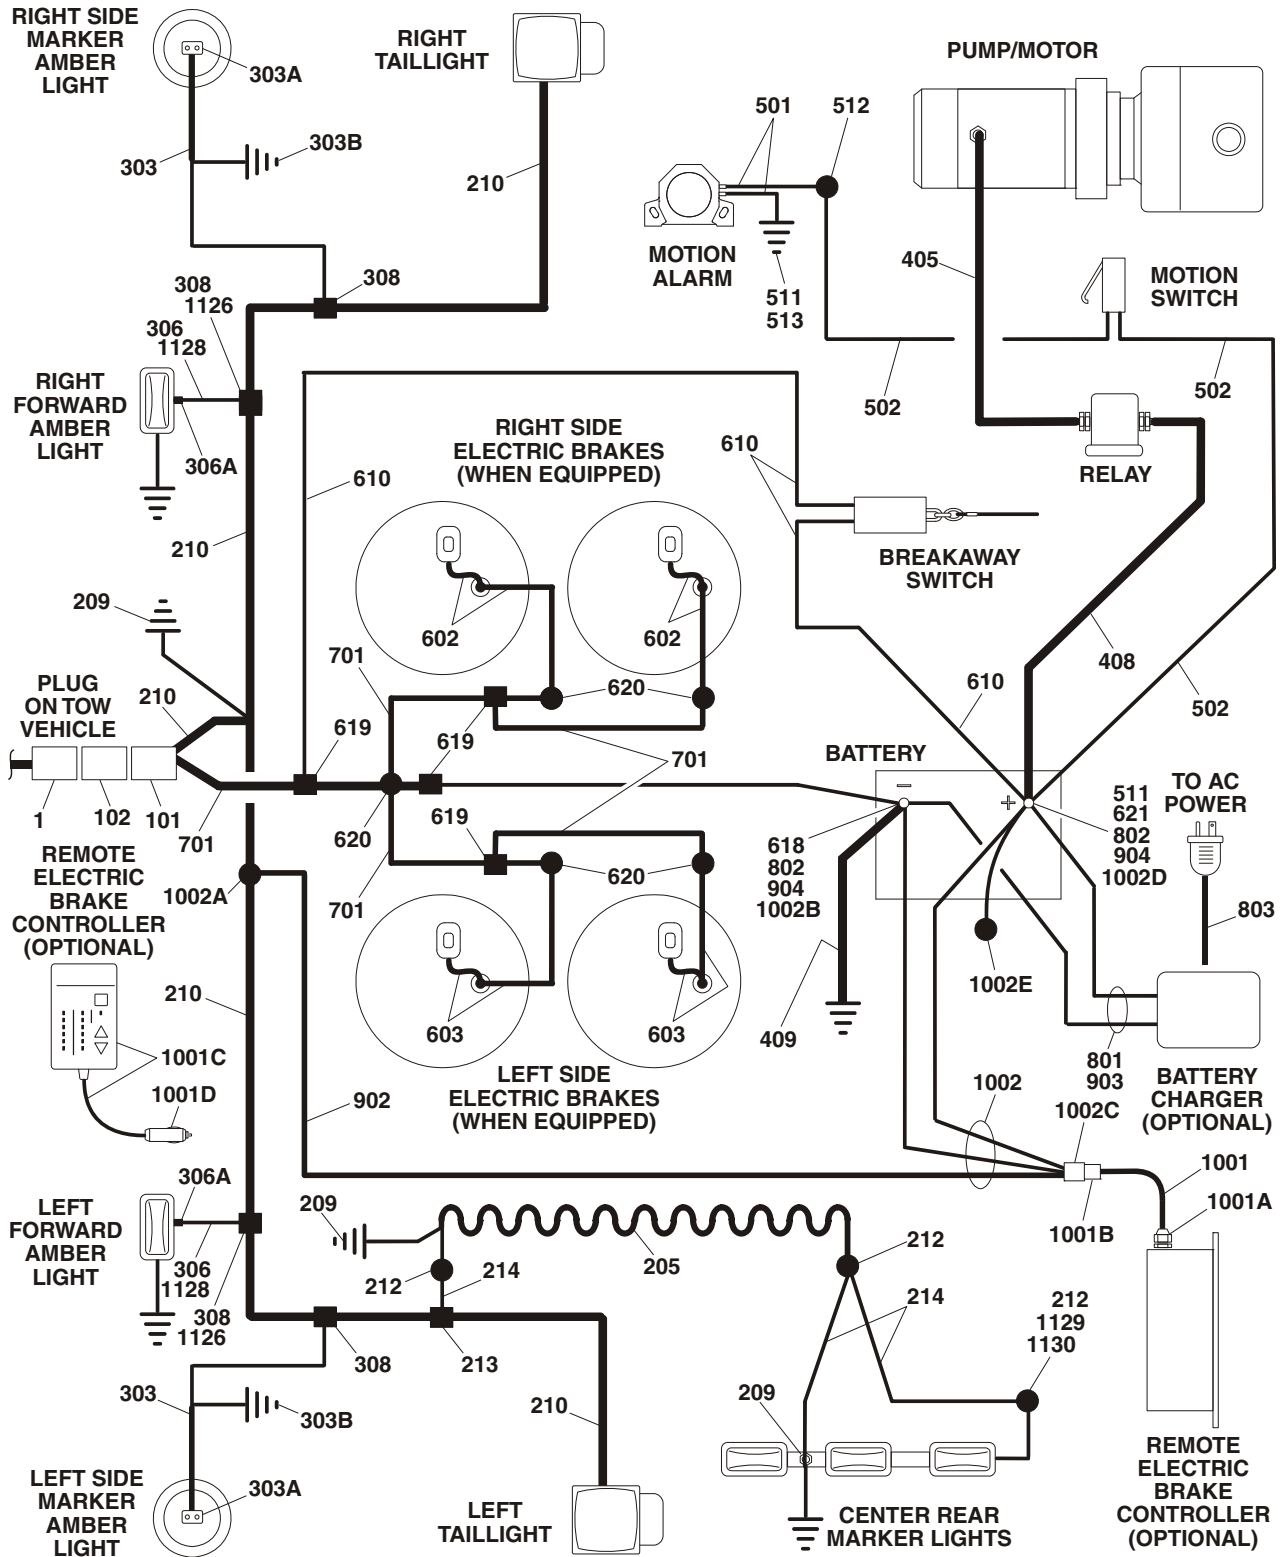 RIGHT SIDE
MARKER
AMBER
LIGHT
303A
303B
303
RIGHT
TAILLIGHT
210
PUMP/MOTOR
501
512
MOTION
ALARM
511
513
405
MOTION
SWITCH
502
502
308
308
1126
306
1128
RIGHT
FORWARD
AMBER
LIGHT
306A
RIGHT SIDE
ELECTRIC BRAKES
(WHEN EQUIPPED)
610
610
RELAY
BREAKAWAY
SWITCH
210
209
602
602
408
701
620
610
502
PLUG
ON TOW
VEHICLE
210
619
619
701
BATTERY
–
+
1
102
101
701
620
619
618
802
904
1002B
511
621
802
904
1002D
TO AC
POWER
803
REMOTE
ELECTRIC
BRAKE
CONTROLLER
(OPTIONAL)
1002A
701
620
1002E
210
603
603
409
1001C
1001D
LEFT SIDE
ELECTRIC BRAKES
(WHEN EQUIPPED)
902
1002
801
903
1002C
BATTERY
CHARGER
(OPTIONAL)
306A
LEFT
FORWARD
AMBER
LIGHT
306
1128
308
1126
209
205
212
214
212
1001
1001A
1001B
308
213
214
212
1129
1130
303
303B
210
209
LEFT SIDE
MARKER
AMBER
LIGHT
303A
LEFT
TAILLIGHT
CENTER REAR
MARKER LIGHTS
REMOTE
ELECTRIC
BRAKE
CONTROLLER
(OPTIONAL)